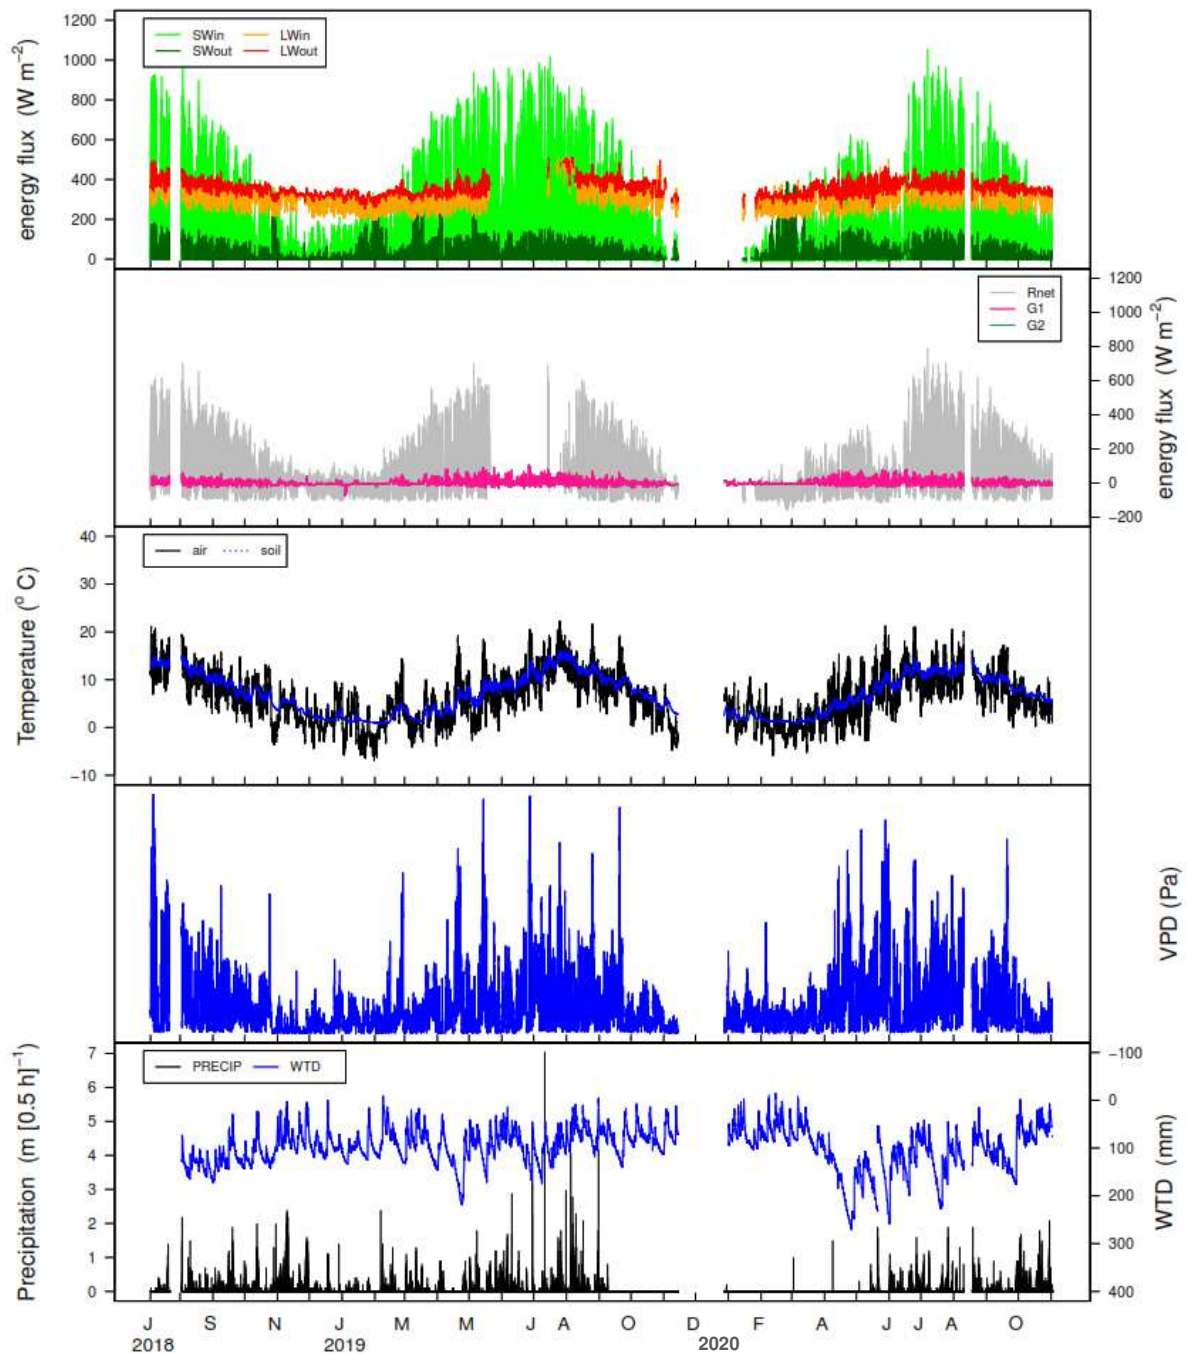 1200
1000
800
600
400
200
0
energy flux (W m−2)
SWin LWin
SWout LWout
1200
1000
800
600
400
200
0
−200
energy flux (W m−2)
Rnet
G1
G2
40
30
20
10
0
−10
Temperature (o C)
air soil
VPD (Pa)
7
6
5
4
3
2
1
0
Precipitation (m [0.5 h]−1)
PRECIP WTD
−100
0
100
200
300
400
WTD (mm)
J S N J M M J A O D F A J J A O
2018 2019 2020